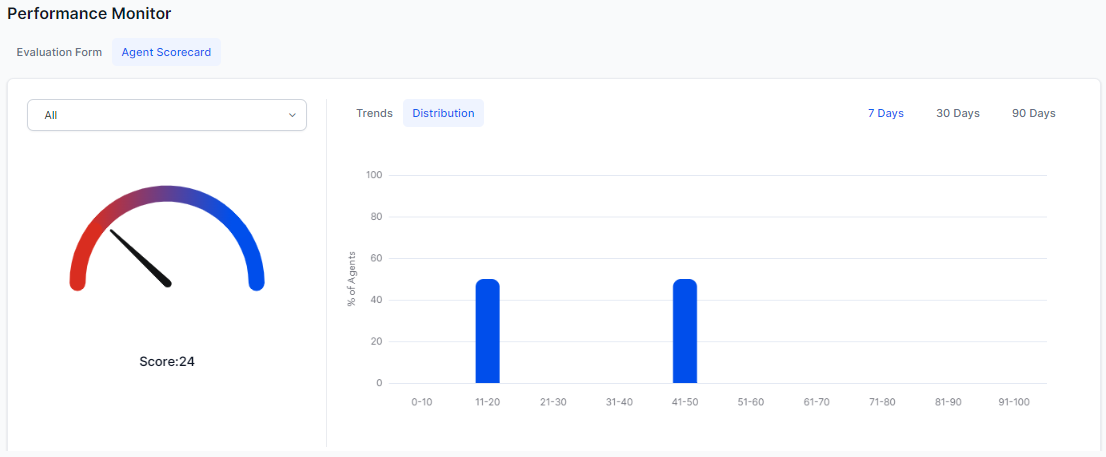 Performance Monitor
Evaluation Form Agent Scorecard
All
Score:24
Trends Distribution 7 Days 30 Days 90 Days
% of Agents
100
80
60
40
20
0
0-10 11-20 21-30 31-40 41-50 51-60 61-70 71-80 81-90 91-100